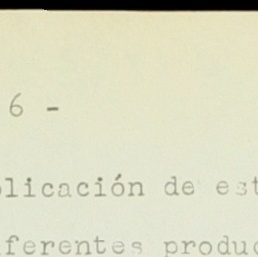 6 -
licación de est
ferentes produc